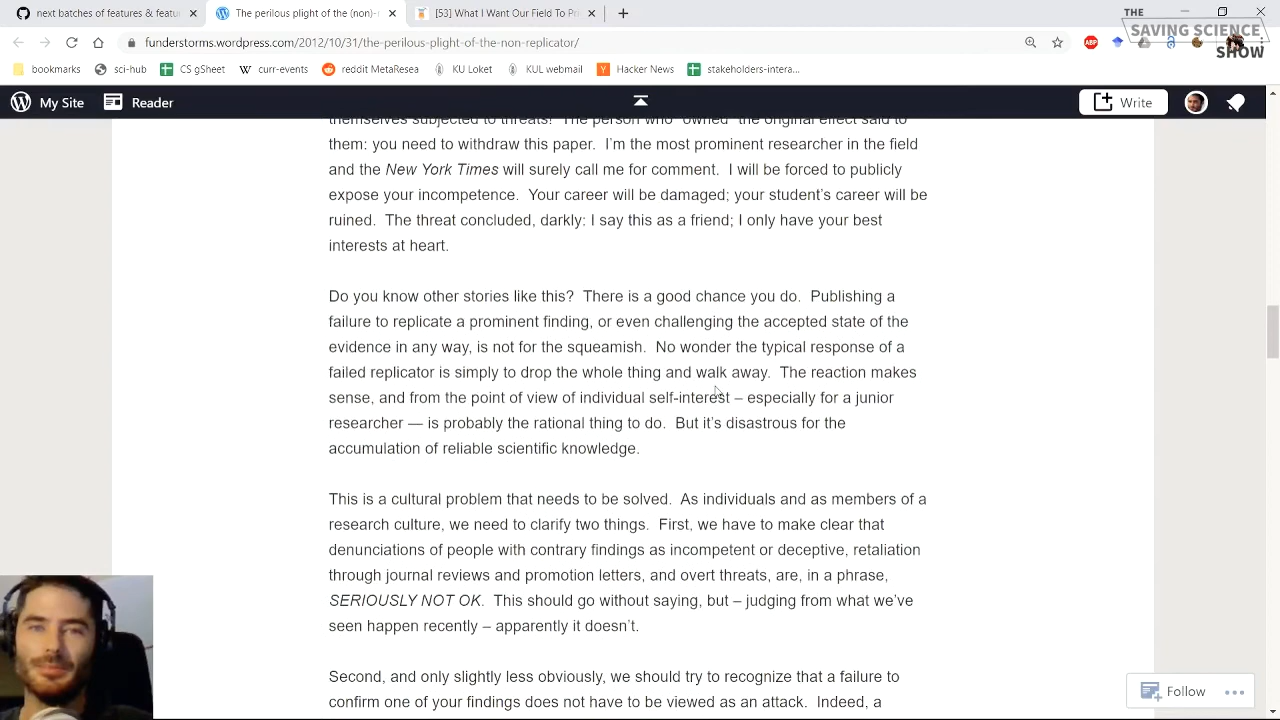 next batches of features & featur
The perilous plight of the (non)-r
[53] What I Want Our Field To Pri
THE
SAVING SCIENCE
SHOW
funderstorms.wordpress.com/2012/10/31/the-perilous-plight-of-the-non-replicator/
ABP
bookmarks
sci-hub
CS gSheet
curr-events
reddit MetaResea
KU Loket
KUL webmail
Hacker News
stakeholders-intera...
My Site
Reader
Write
themselves subjected to threats! The person who "owned" the original effect said to
them: you need to withdraw this paper. I'm the most prominent researcher in the field
and the New York Times will surely call me for comment. I will be forced to publicly
expose your incompetence. Your career will be damaged; your student's career will be
ruined. The threat concluded, darkly: I say this as a friend; I only have your best
interests at heart.
Do you know other stories like this? There is a good chance you do. Publishing a
failure to replicate a prominent finding, or even challenging the accepted state of the
evidence in any way, is not for the squeamish. No wonder the typical response of a
failed replicator is simply to drop the whole thing and walk away. The reaction makes
sense, and from the point of view of individual self-interest – especially for a junior
researcher — is probably the rational thing to do. But it's disastrous for the
accumulation of reliable scientific knowledge.
This is a cultural problem that needs to be solved. As individuals and as members of a
research culture, we need to clarify two things. First, we have to make clear that
denunciations of people with contrary findings as incompetent or deceptive, retaliation
through journal reviews and promotion letters, and overt threats, are, in a phrase,
SERIOUSLY NOT OK. This should go without saying, but – judging from what we've
seen happen recently – apparently it doesn't.
Second, and only slightly less obviously, we should try to recognize that a failure to
confirm one of your findings does not have to be viewed as an attack. Indeed, a
Follow